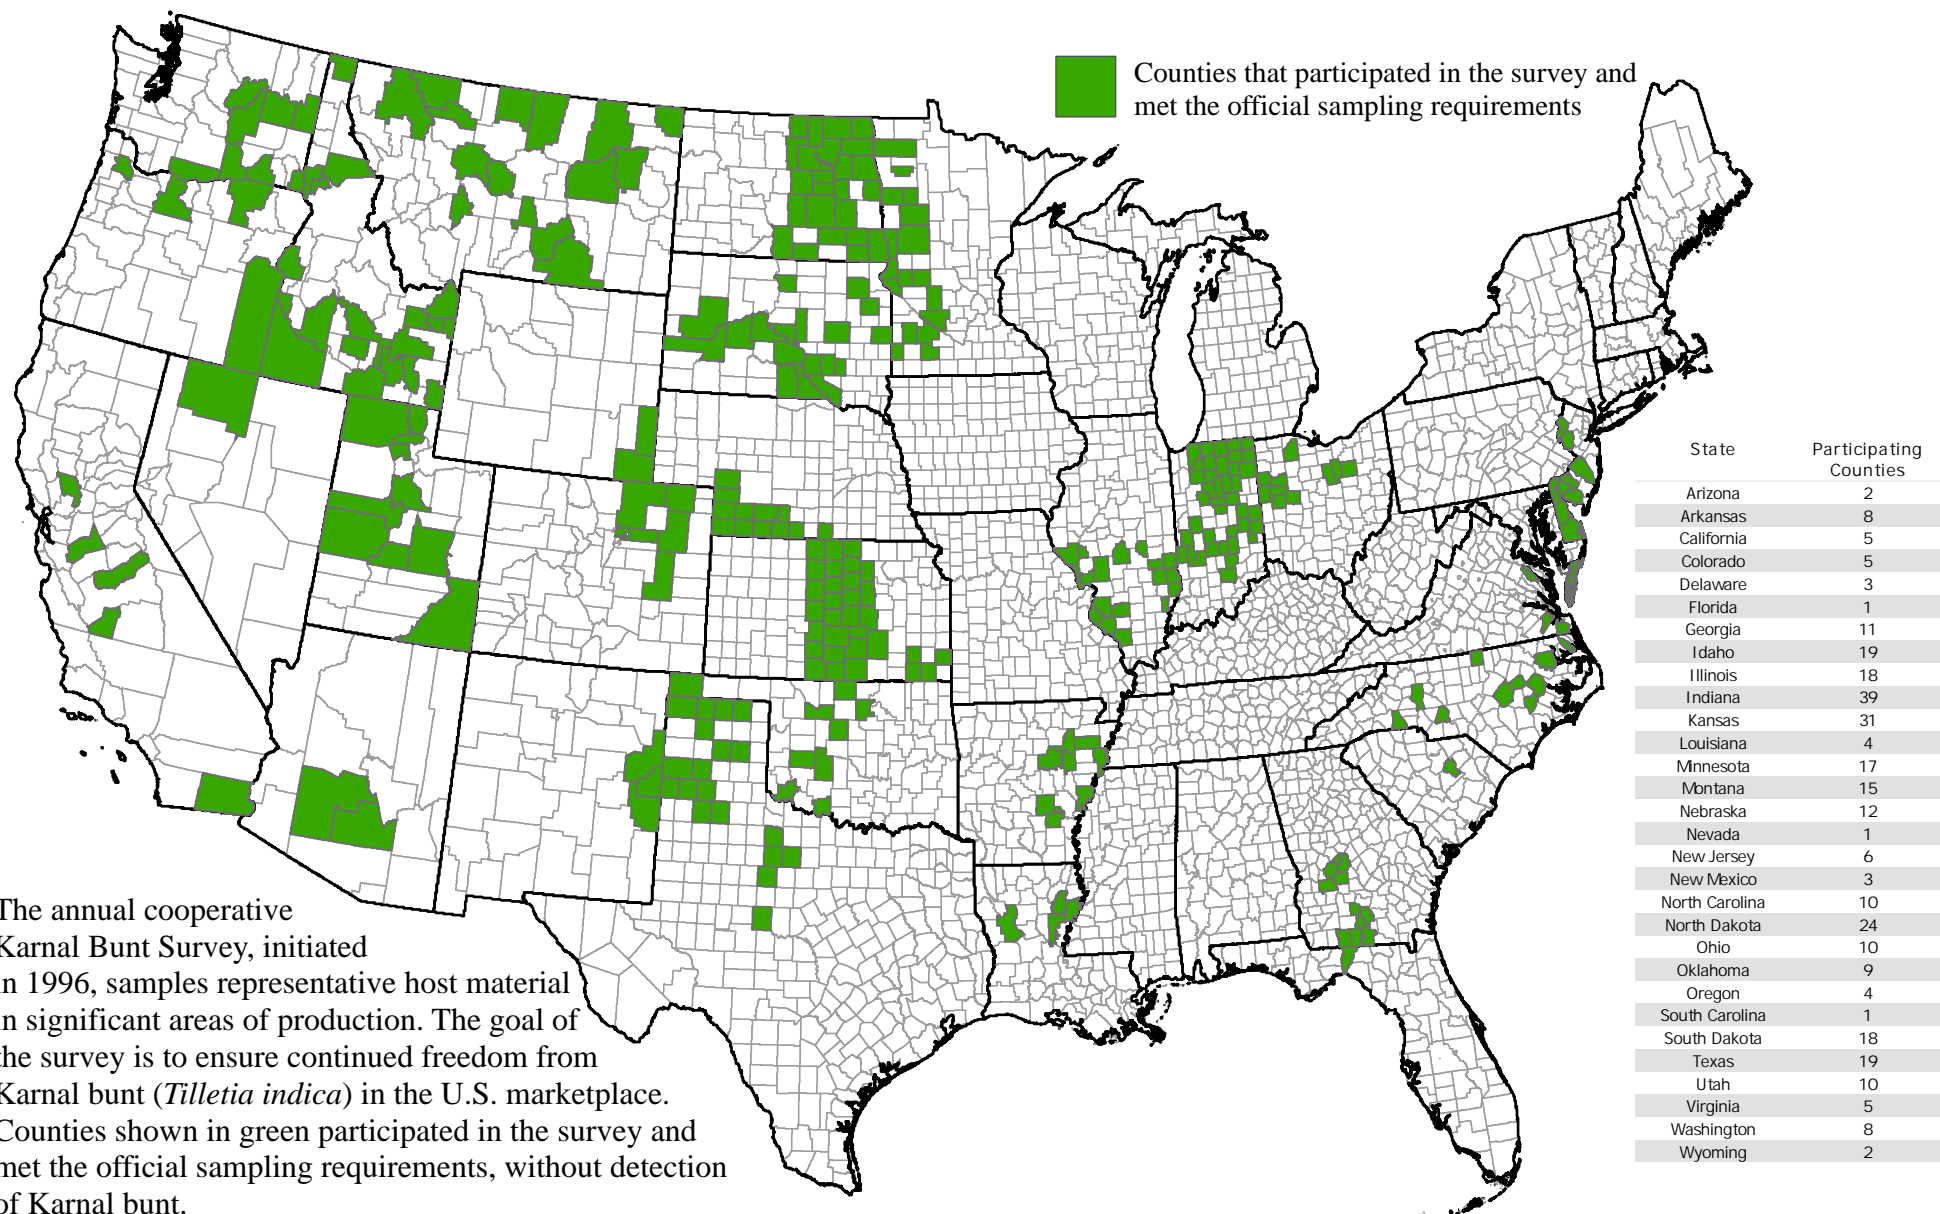 Counties that participated in the survey and
met the official sampling requirements
State Participating
Counties
Arizona 2
Arkansas 8
California 5
Colorado 5
Delaware 3
Florida 1
Georgia 11
Idaho 19
Illinois 18
Indiana 39
Kansas 31
Louisiana 4
Minnesota 17
Montana 15
Nebraska 12
Nevada 1
New Jersey 6
New Mexico 3
North Carolina 10
North Dakota 24
Ohio 10
Oklahoma 9
Oregon 4
South Carolina 1
South Dakota 18
Texas 19
Utah 10
Virginia 5
Washington 8
Wyoming 2
The annual cooperative
Karnal Bunt Survey, initiated
in 1996, samples representative host material
in significant areas of production. The goal of
the survey is to ensure continued freedom from
Karnal bunt (Tilletia indica) in the U.S. marketplace.
Counties shown in green participated in the survey and
met the official sampling requirements, without detection
of Karnal bunt.